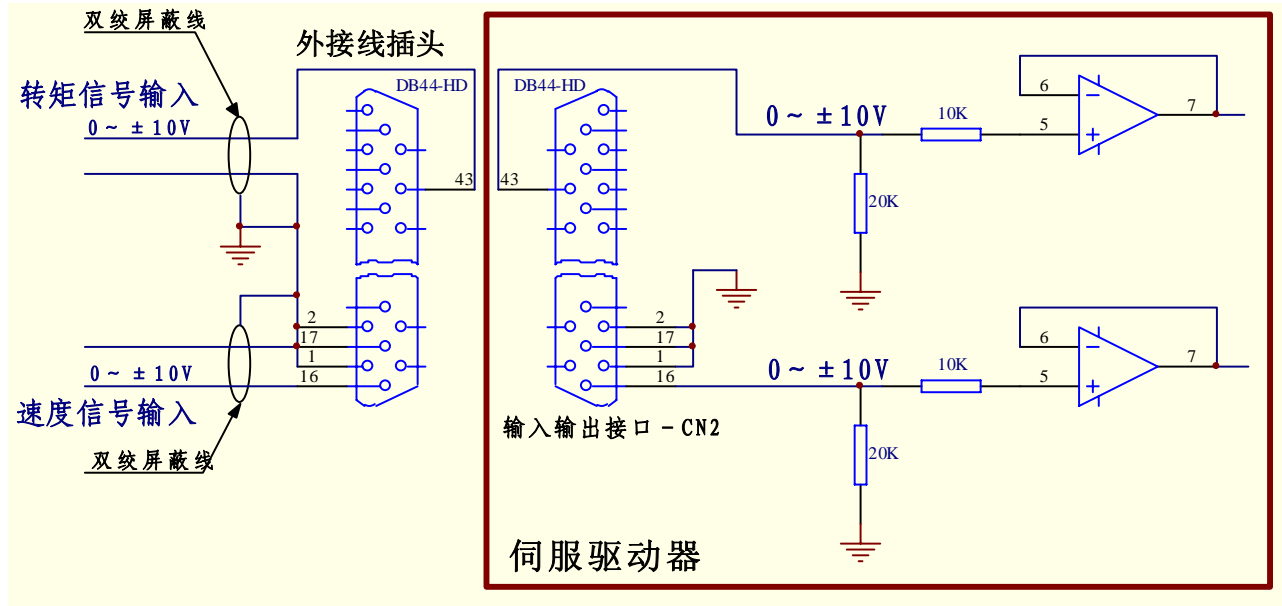 双绞屏蔽线
外接线插头
转矩信号输入
0～±10V
DB44-HD
43
2
17
1
16
0～±10V
速度信号输入
双绞屏蔽线
DB44-HD
43
2
17
1
16
输入输出接口－CN2
0～±10V
10K
20K
6
5
7
0～±10V
10K
20K
6
5
7
伺服驱动器